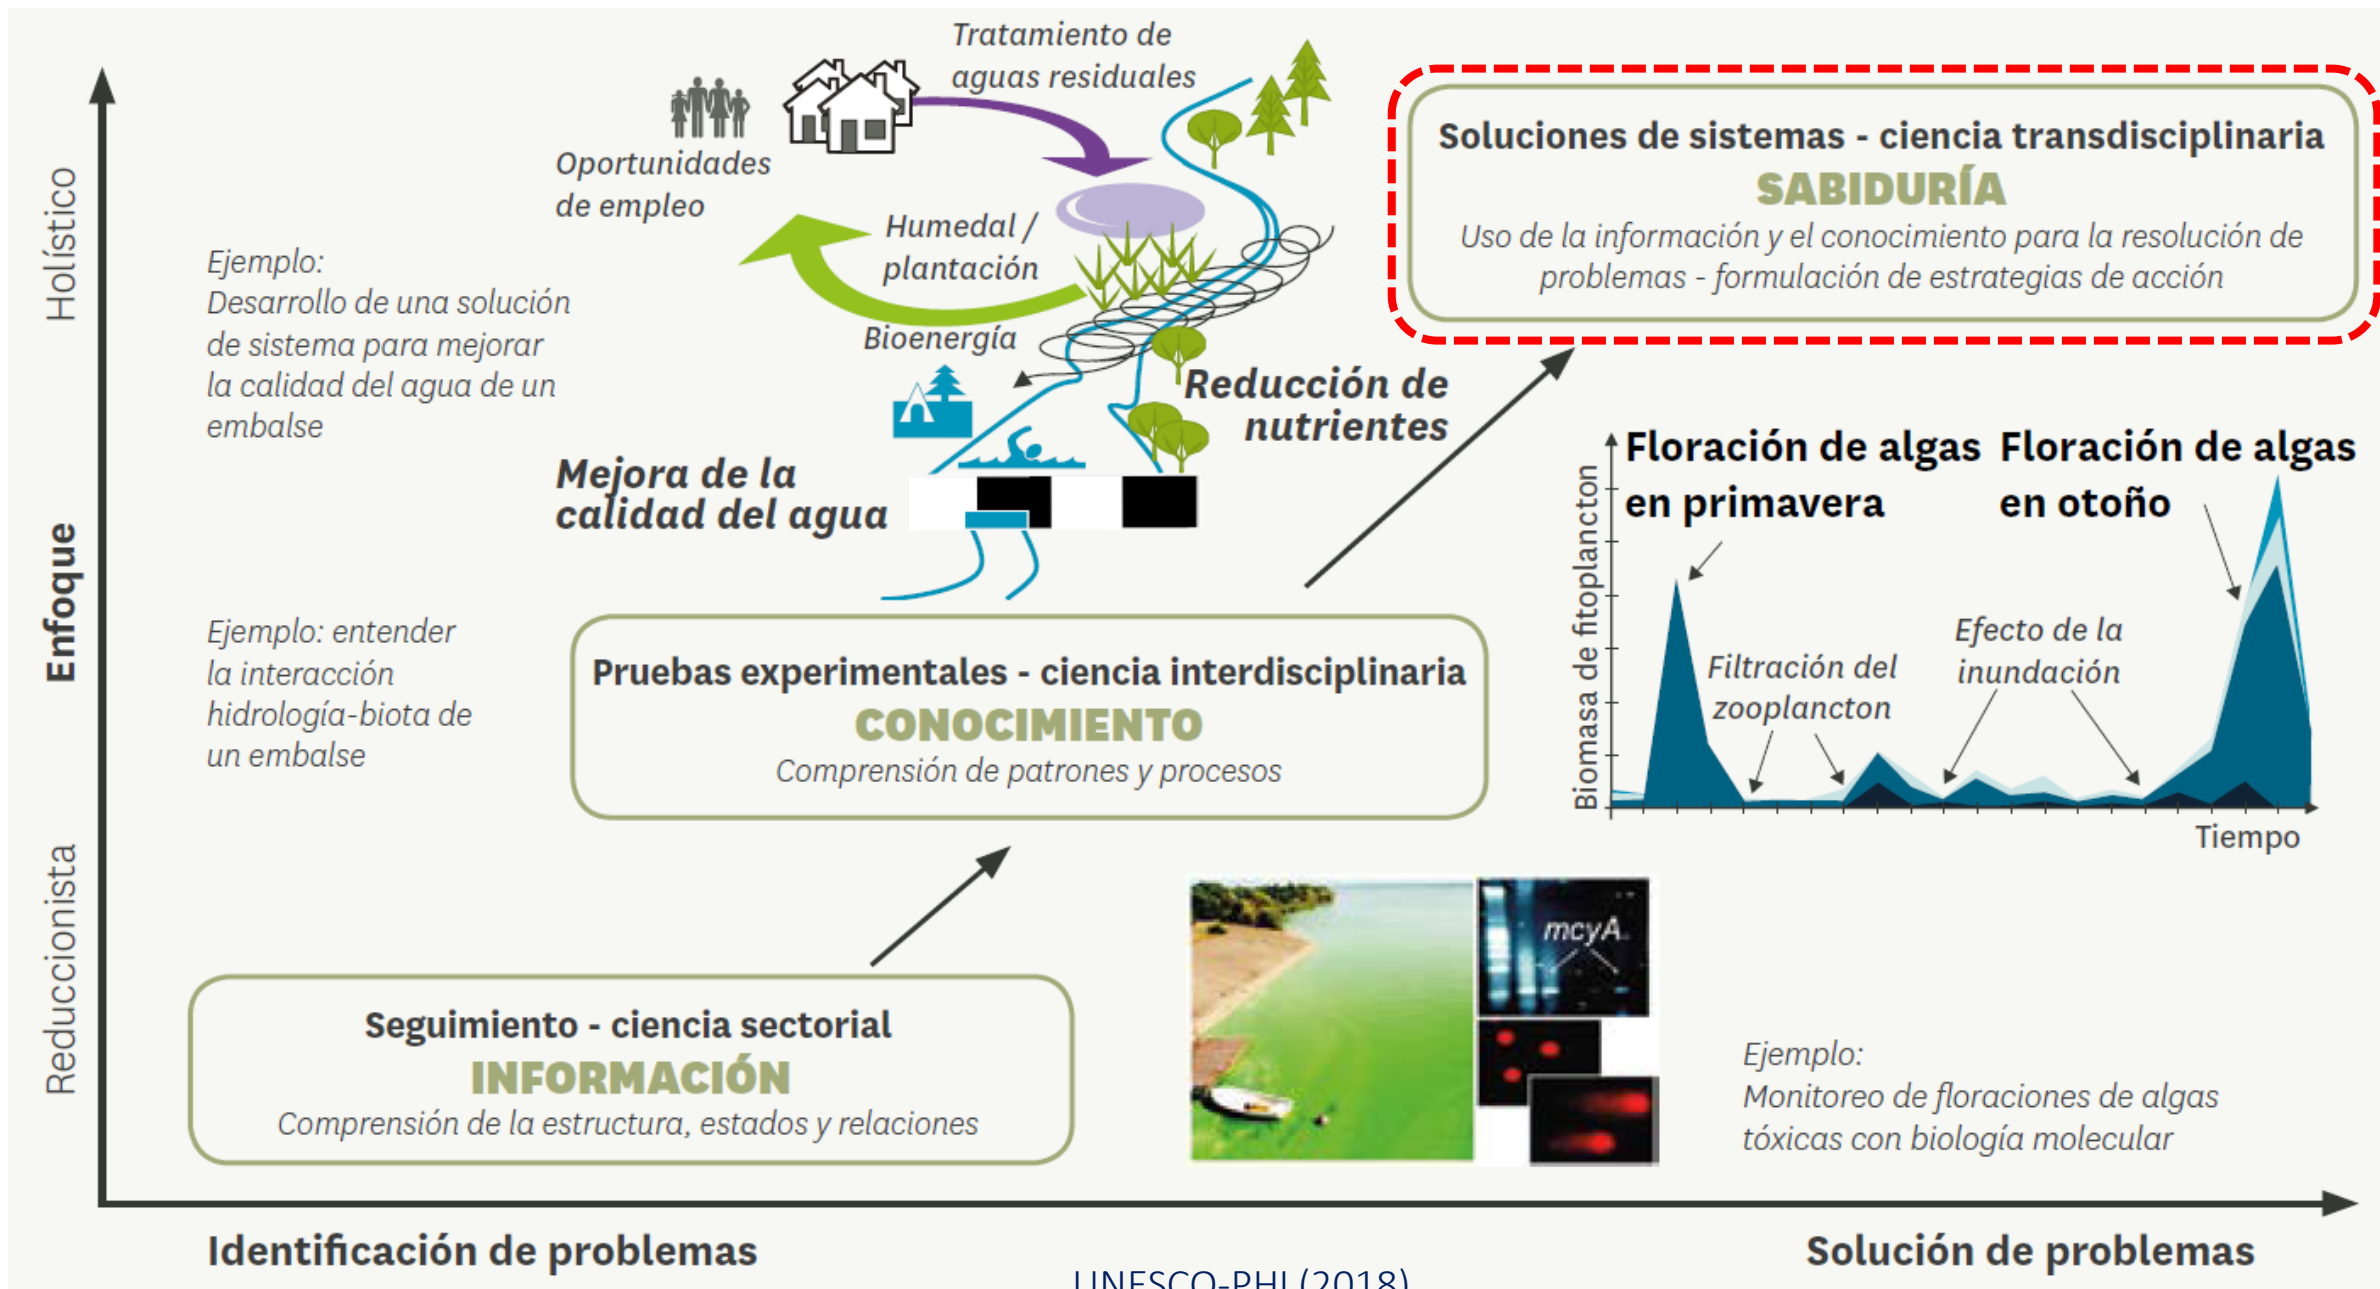 Tratamiento de
aguas residuales
Oportunidades
de empleo
Humedal /
plantación
Bioenergía
Soluciones de sistemas - ciencia transdisciplinaria
SABIDURÍA
Uso de la información y el conocimiento para la resolución de
problemas - formulación de estrategias de acción
Holístico
Enfoque
Reduccionista
Ejemplo:
Desarrollo de una solución
de sistema para mejorar
la calidad del agua de un
embalse
Reducción de
nutrientes
Mejora de la
calidad del agua
Floración de algas
en primavera
Floración de algas
en otoño
Biomasa de fitoplancton
Filtración del
zooplancton
Efecto de la
inundación
Tiempo
Ejemplo: entender
la interacción
hidrología-biota de
un embalse
Pruebas experimentales - ciencia interdisciplinaria
CONOCIMIENTO
Comprensión de patrones y procesos
mcyA
Seguimiento - ciencia sectorial
INFORMACIÓN
Comprensión de la estructura, estados y relaciones
Ejemplo:
Monitoreo de floraciones de algas
tóxicas con biología molecular
Identificación de problemas
Solución de problemas
UNESCO-PHI (2018)